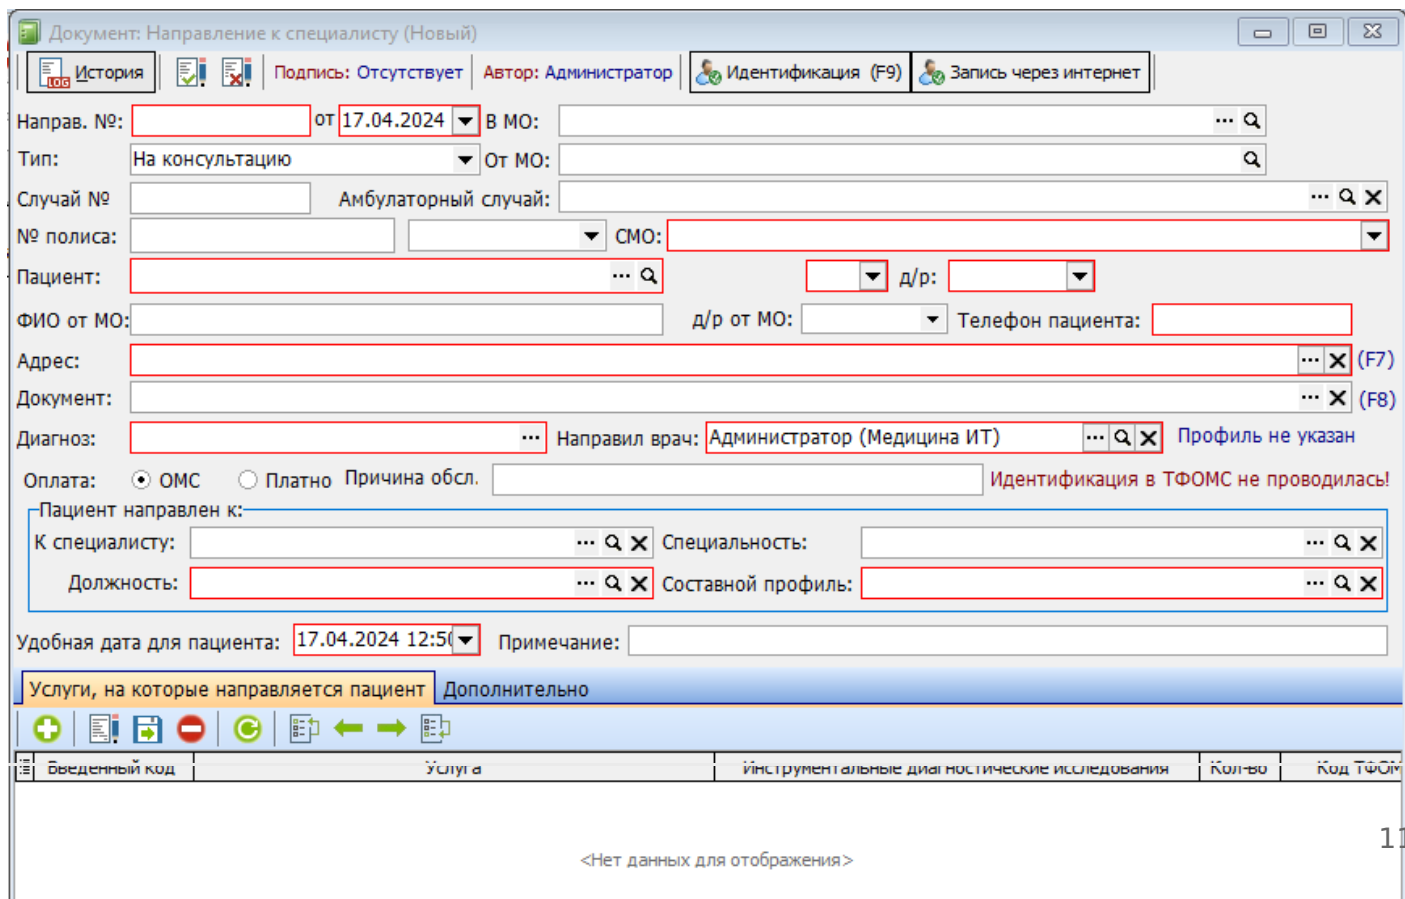 Документ: Направление к специалисту (Новый)
LOG История Подпись: Отсутствует Автор: Администратор Идентификация (F9) Запись через интернет
Направ. №: от 17.04.2024 В МО: ...
Тип: На консультацию От МО:
Случай № Амбулаторный случай: ...
№ полиса: СМО:
Пациент: ... д/р:
ФИО от МО: д/р от МО: Телефон пациента:
Адрес: ... (F7)
Документ: ... (F8)
Диагноз: ... Направил врач: Администратор (Медицина ИТ) ... Профиль не указан
Оплата: ОМС Платно Причина обсл. Идентификация в ТФОМС не проводилась!
Пациент направлен к:
К специалисту: ... Специальность: ...
Должность: ... Составной профиль: ...
Удобная дата для пациента: 17.04.2024 12:50 Примечание:
Услуги, на которые направляется пациент Дополнительно
Введенный код Услуга Инструментальные диагностические исследования Кол-во Код ТФОМ
11
<Нет данных для отображения>